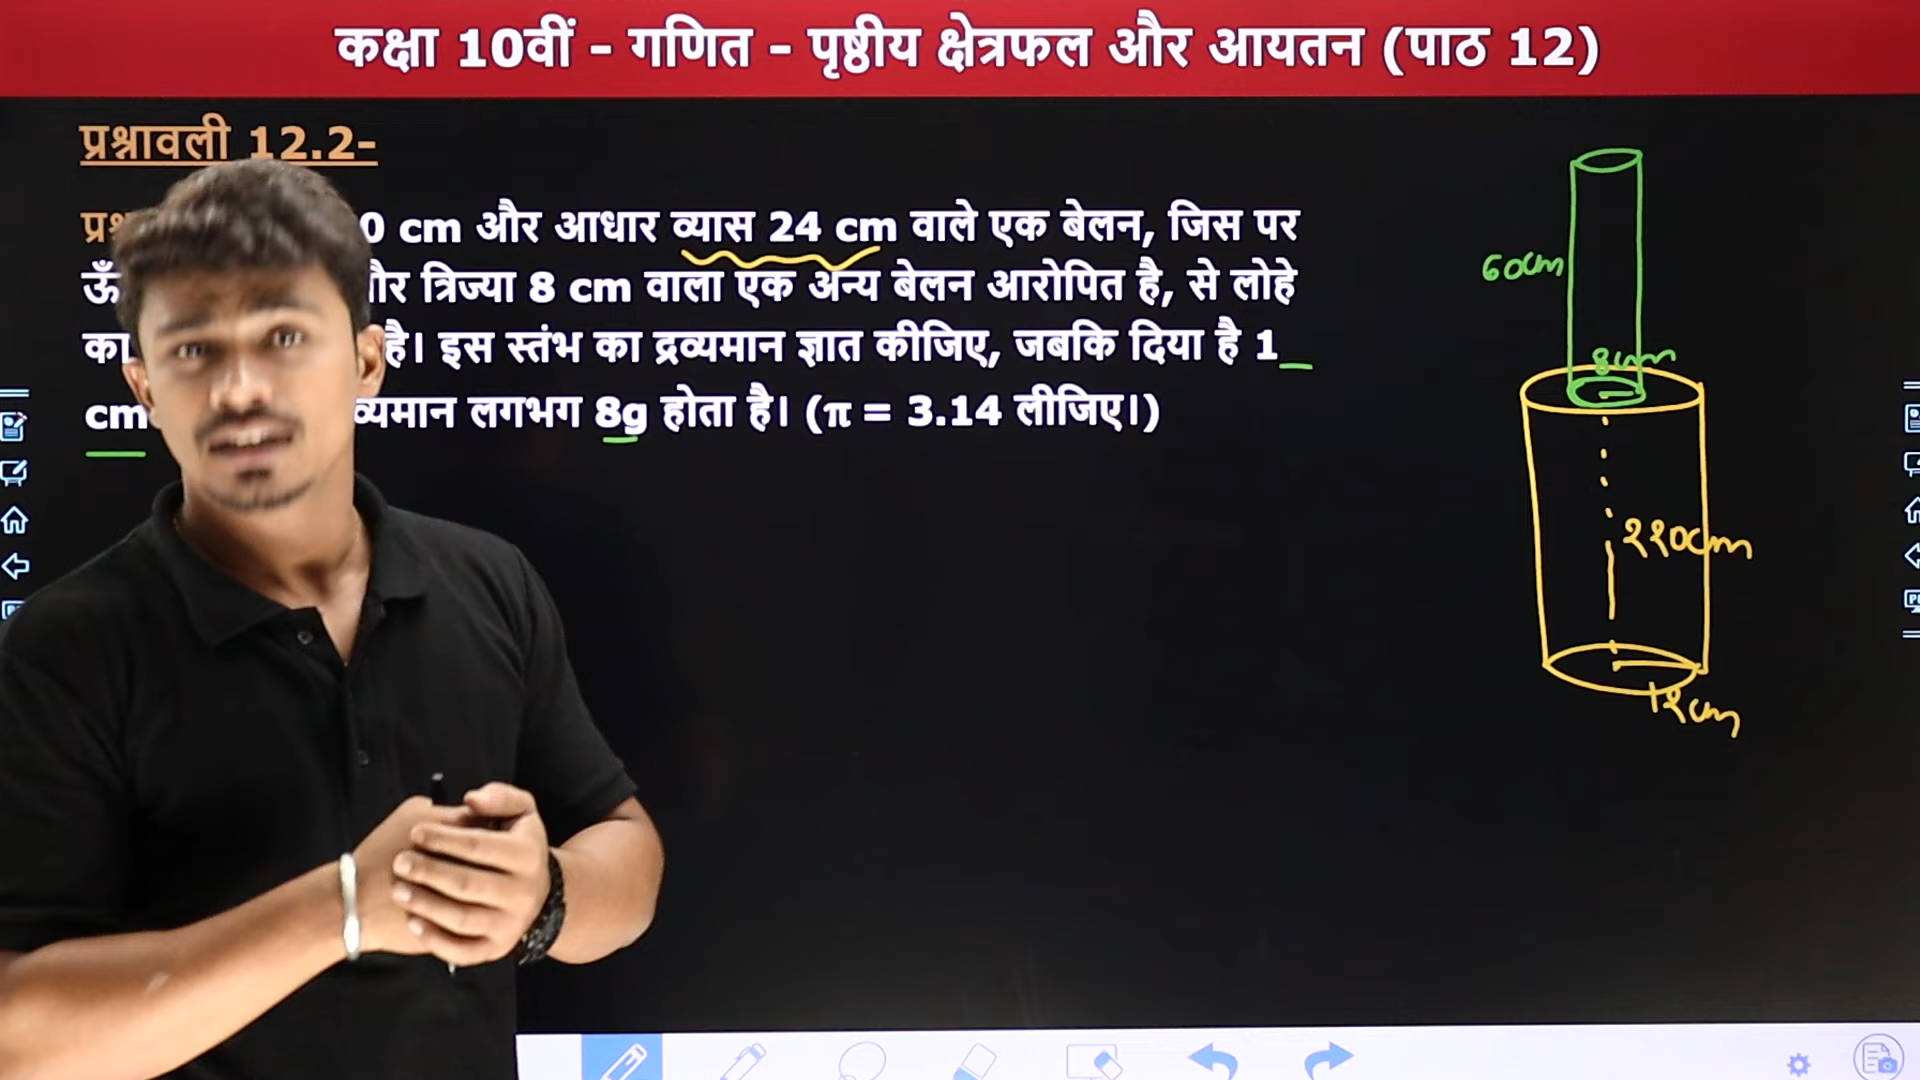 कक्षा 10वीं - गणित - पृष्ठीय क्षेत्रफल और आयतन (पाठ 12)
प्रश्नावली 12.2-
0 cm और आधार व्यास 24 cm वाले एक बेलन, जिस पर
त्रिज्या 8 cm वाला एक अन्य बेलन आरोपित है, से लोहे
है। इस स्तंभ का द्रव्यमान ज्ञात कीजिए, जबकि दिया है 1
cm लगभग 8g होता है। (π = 3.14 लीजिए।)
60cm
8cm
220cm
12cm